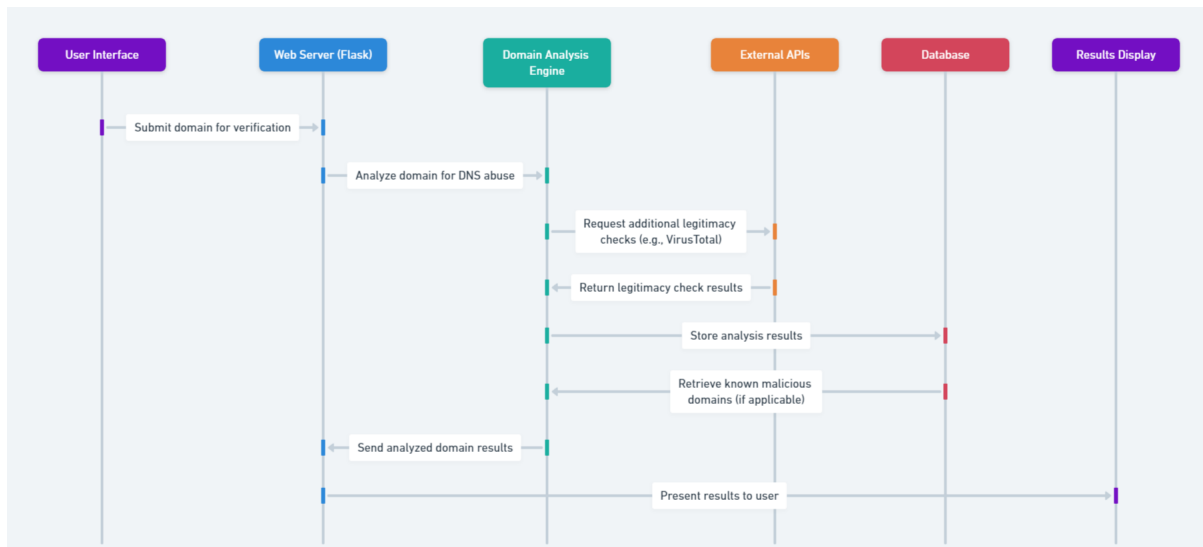 User Interface
Web Server (Flask)
Domain Analysis
Engine
External APIs
Database
Results Display
Submit domain for verification
Analyze domain for DNS abuse
Request additional legitimacy
checks (e.g., VirusTotal)
Return legitimacy check results
Store analysis results
Retrieve known malicious
domains (if applicable)
Send analyzed domain results
Present results to user